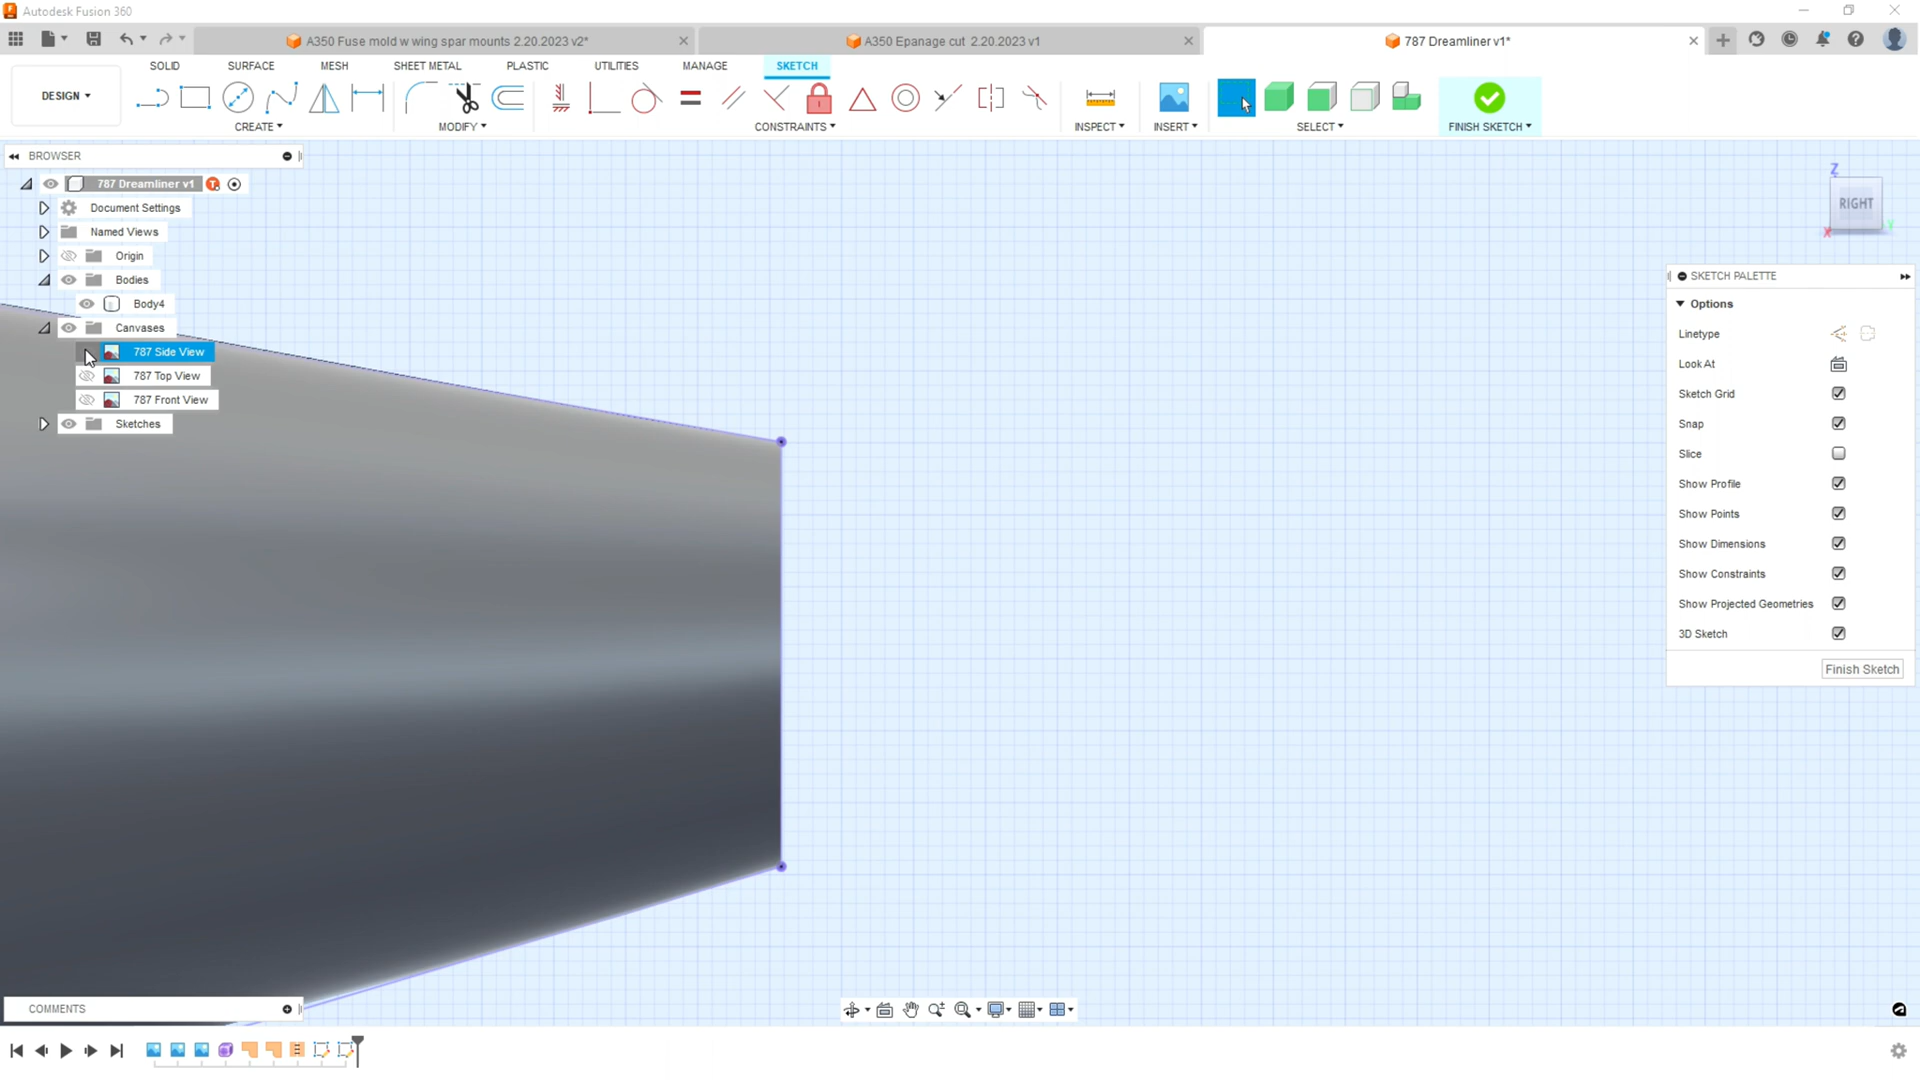 Autodesk Fusion 360
A350 Fuse mold w wing spar mounts 2.20.2023 v2*
A350 Epanage cut 2.20.2023 v1
787 Dreamliner v1*
DESIGN
SOLID SURFACE MESH SHEET METAL PLASTIC UTILITIES MANAGE SKETCH
CREATE MODIFY CONSTRAINTS INSPECT INSERT SELECT FINISH SKETCH
BROWSER
787 Dreamliner v1
Document Settings
Named Views
Origin
Bodies
Body4
Canvases
787 Side View
787 Top View
787 Front View
Sketches
Z
RIGHT
X
Y
SKETCH PALETTE
Options
Linetype
Look At
Sketch Grid
Snap
Slice
Show Profile
Show Points
Show Dimensions
Show Constraints
Show Projected Geometries
3D Sketch
Finish Sketch
COMMENTS